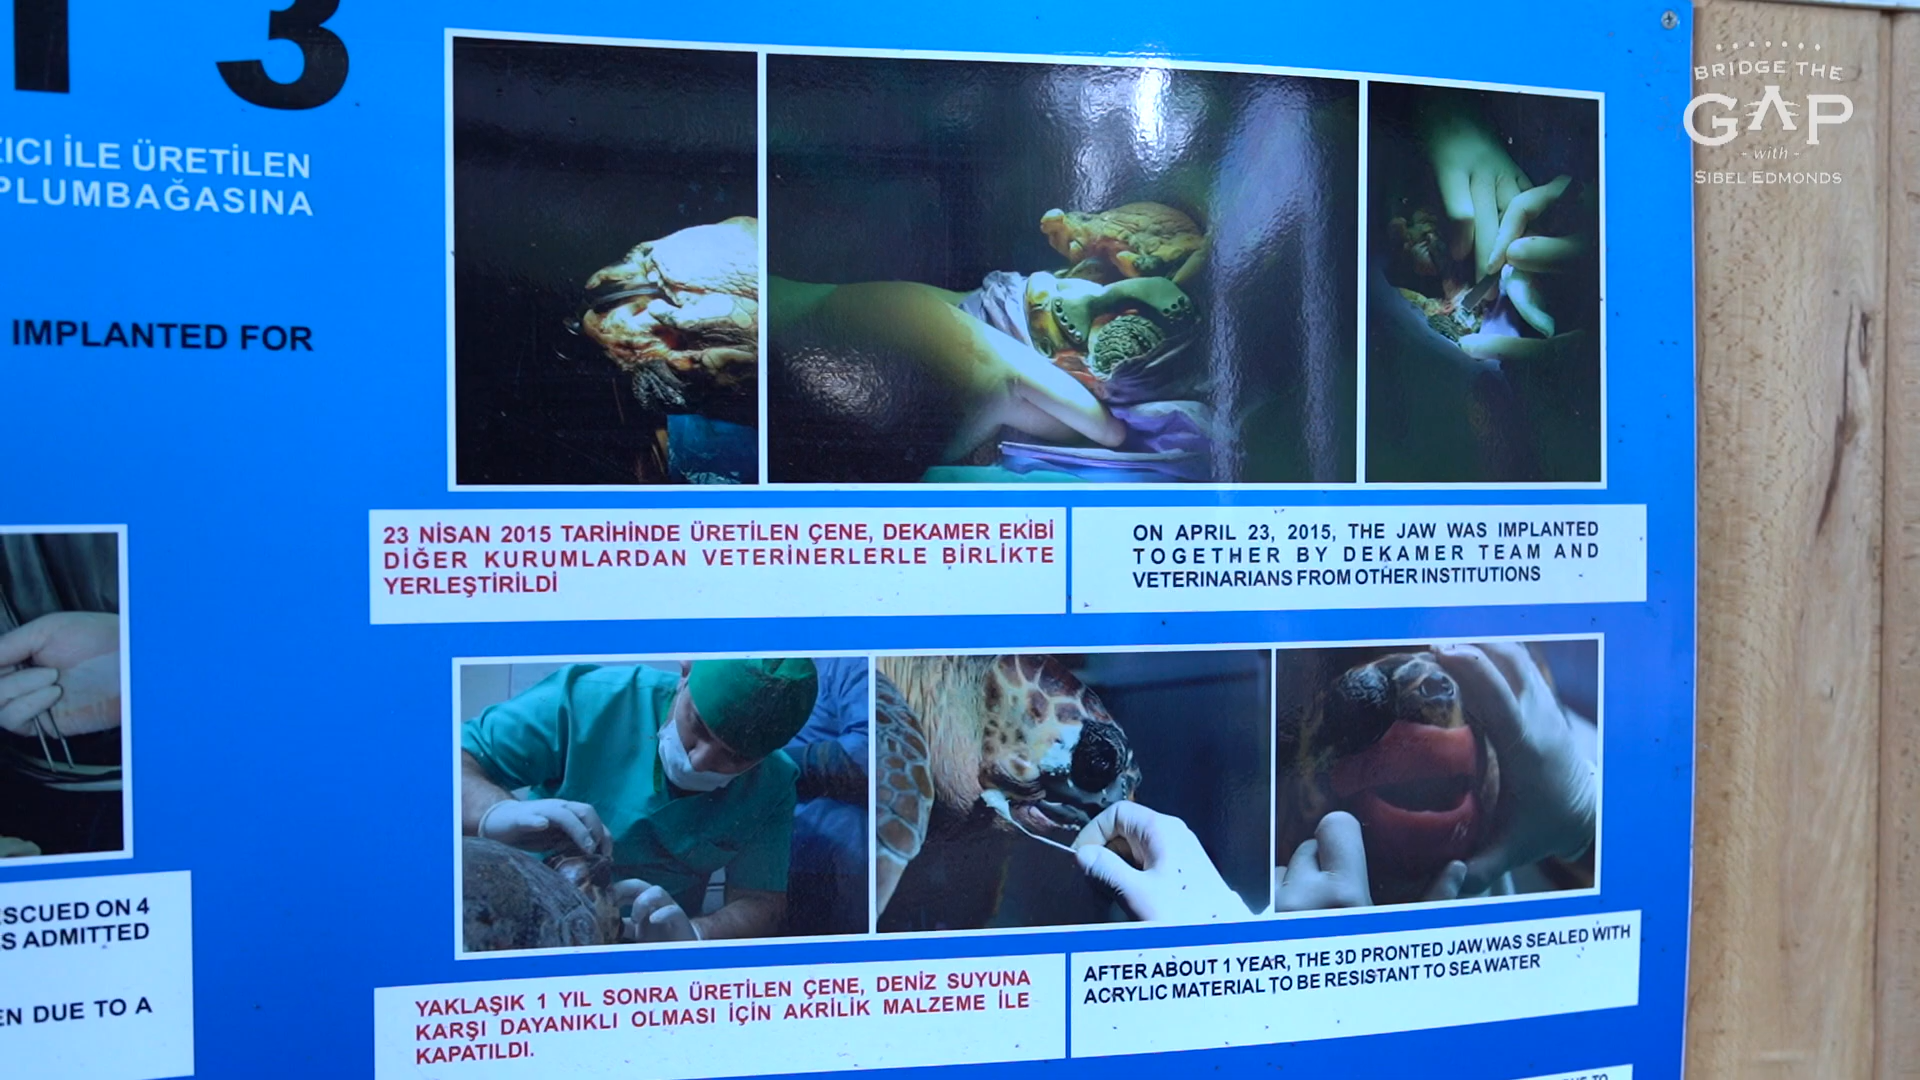 3
İLE ÜRETİLEN
IMPLANTED FOR
BRIDGE THE
GAP
- with -
SIBEL EDMONDS
23 NİSAN 2015 TARİHİNDE ÜRETİLEN ÇENE, DEKAMER EKİBİ
DİĞER KURUMLARDAN VETERİNERLERLE BİRLİKTE
YERLEŞTİRİLDİ
ON APRIL 23, 2015, THE JAW WAS IMPLANTED
TOGETHER BY DEKAMER TEAM AND
VETERINARIANS FROM OTHER INSTITUTIONS
ON 4
ADMITTED
DUE TO A
YAKLAŞIK 1 YIL SONRA ÜRETİLEN ÇENE, DENİZ SUYUNA
KARŞI DAYANIKLI OLMASI İÇİN AKRİLİK MALZEME İLE
KAPATILDI.
AFTER ABOUT 1 YEAR, THE 3D PRONTED JAW WAS SEALED WITH
ACRYLIC MATERIAL TO BE RESISTANT TO SEA WATER